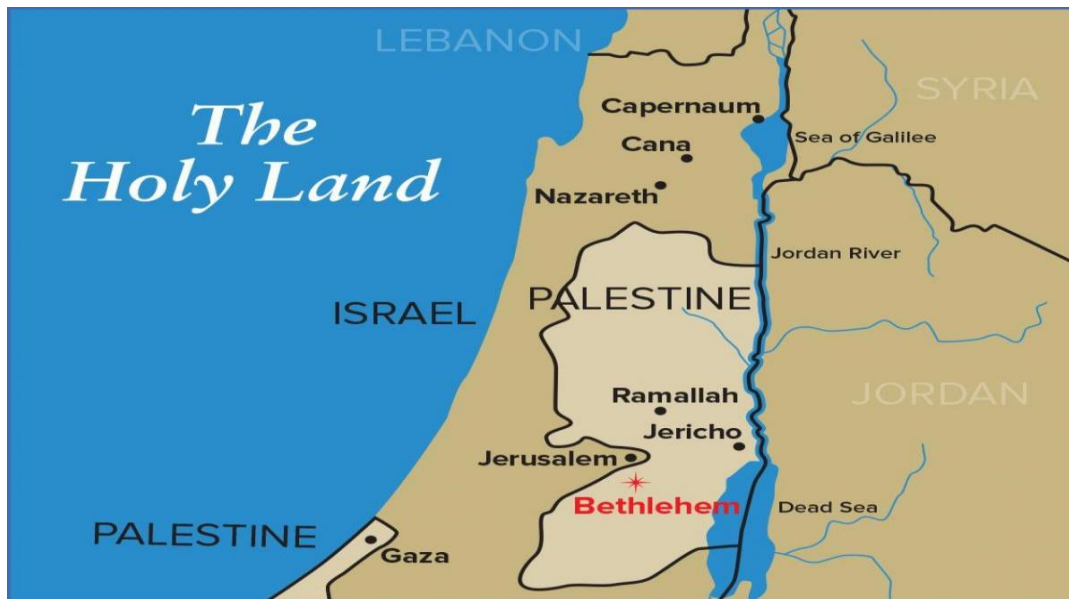 LEBANON
The
Holy Land
SYRIA
Capernaum
Sea of Galilee
Cana
Nazareth
Jordan River
PALESTINE
ISRAEL
JORDAN
Ramallah
Jericho
Jerusalem
Bethlehem
Dead Sea
PALESTINE
Gaza